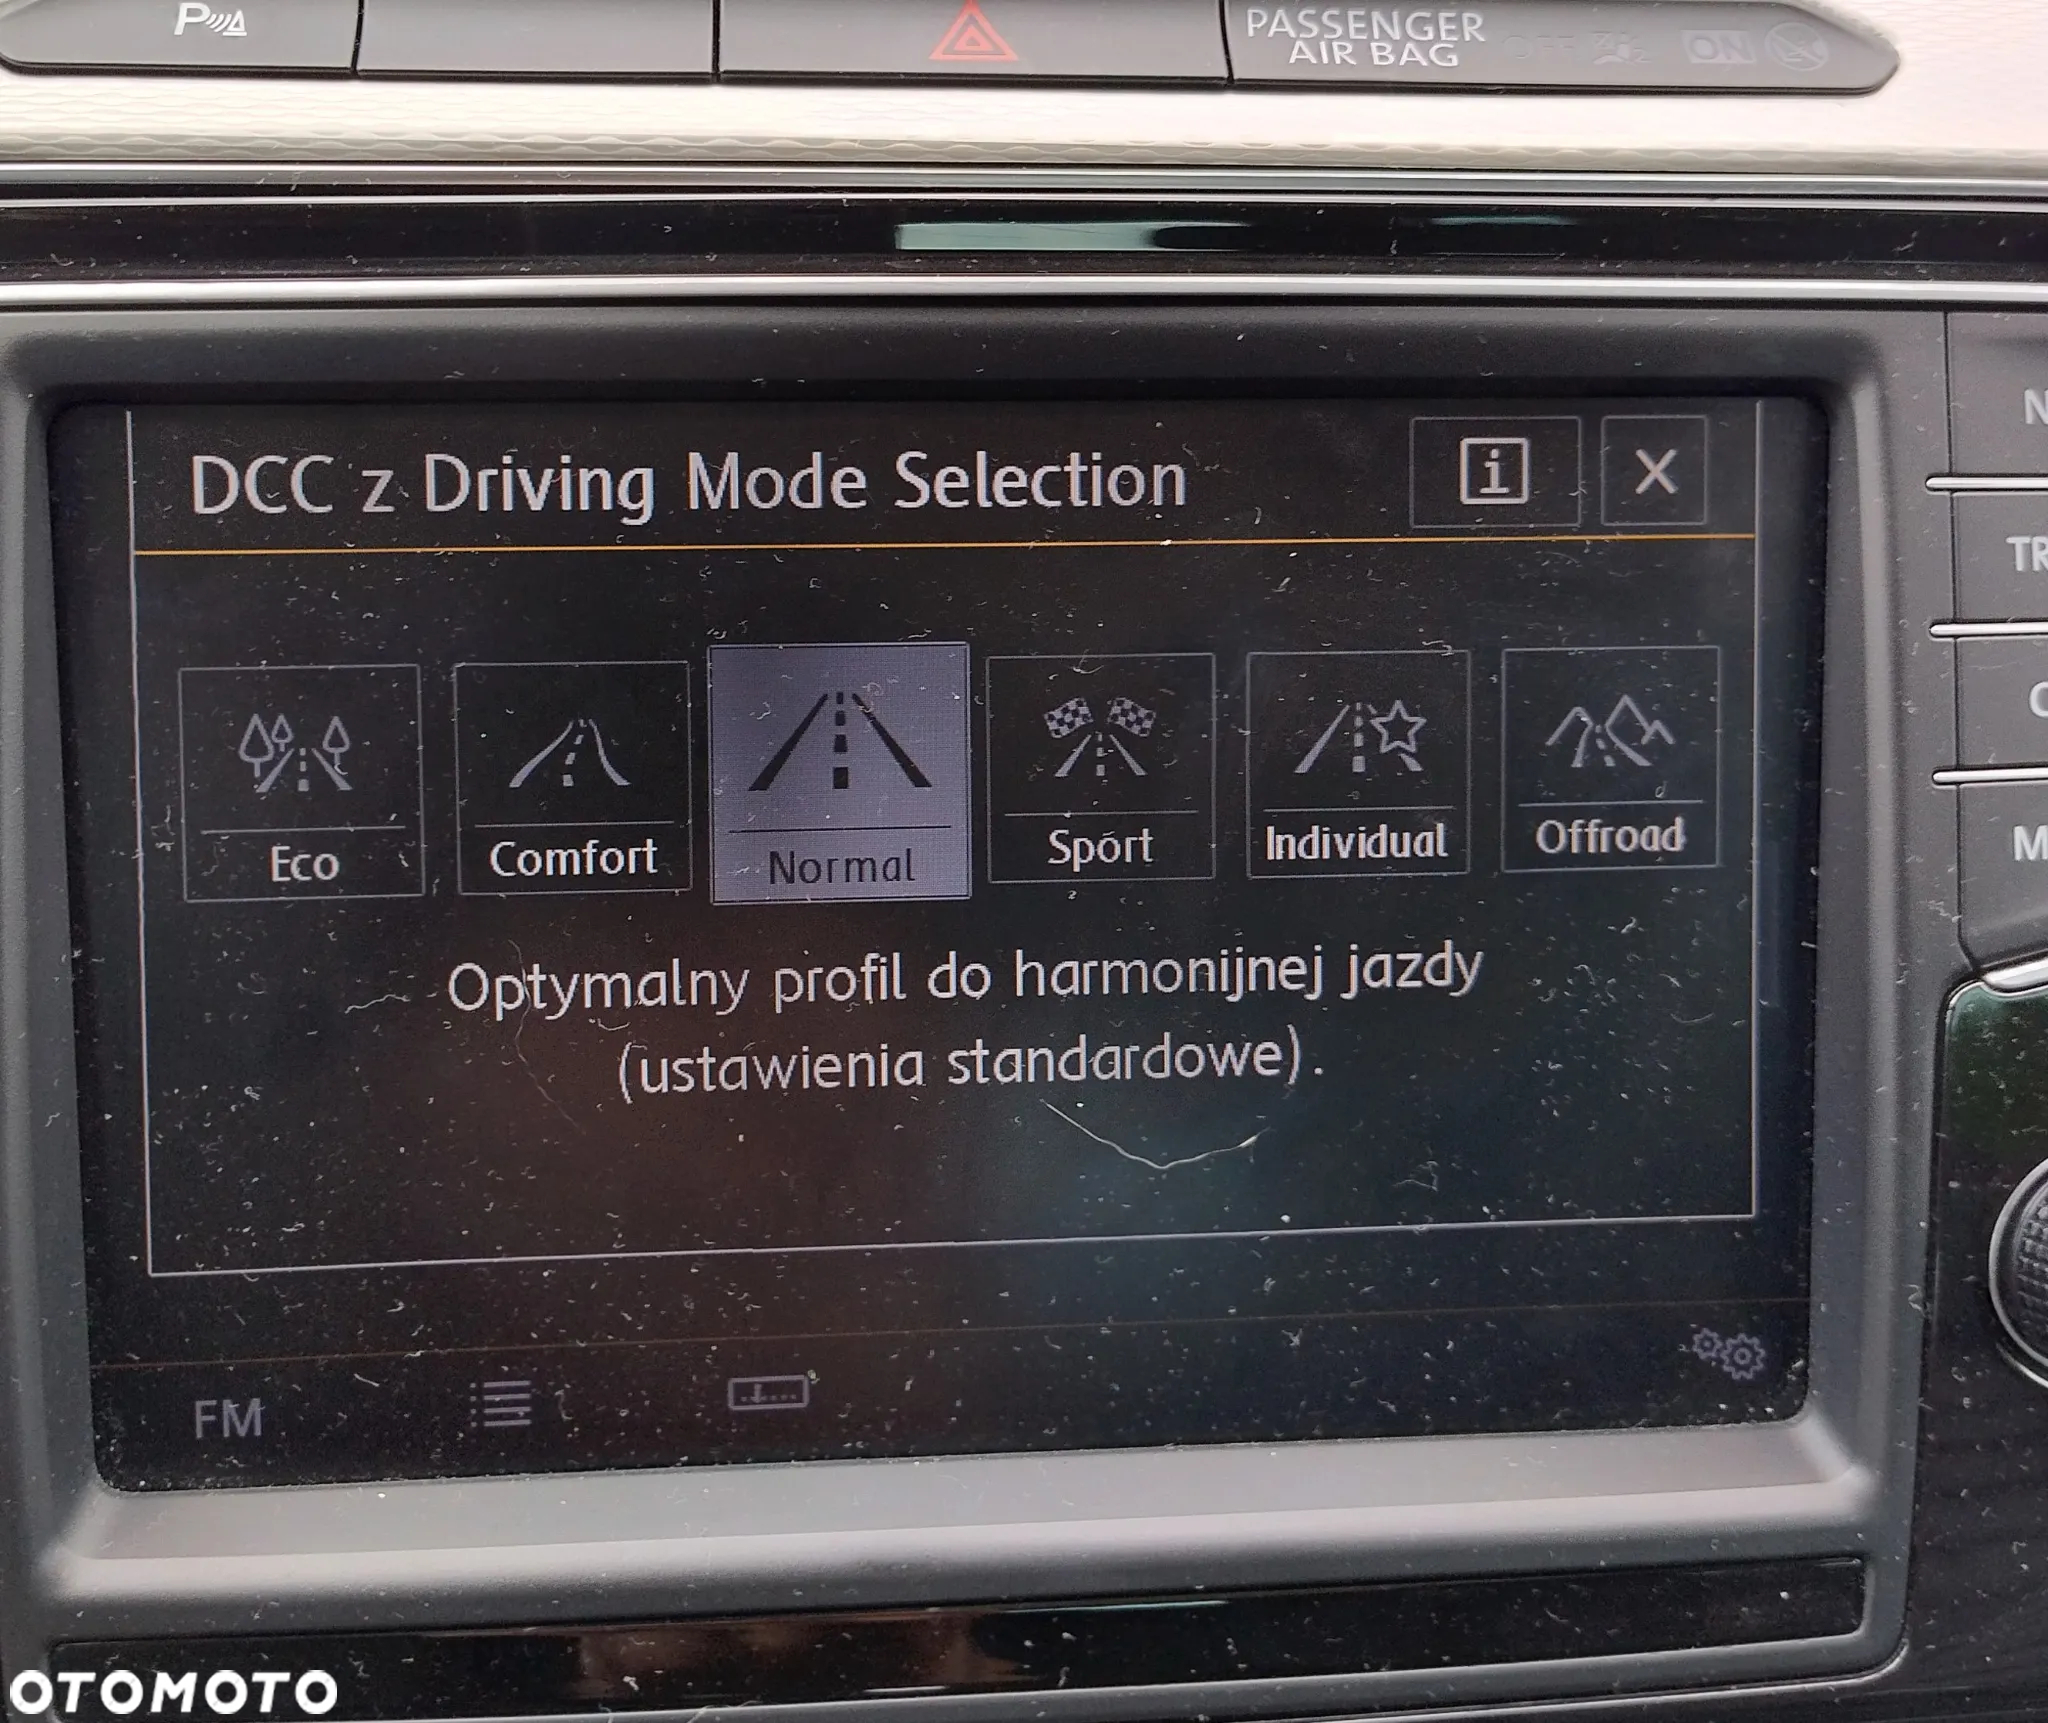 P
PASSENGER
AIR BAG OFF ON
DCC z Driving Mode Selection
i X
Eco Comfort Normal Sport Individual Offroad
Optymalny profil do harmonijnej jazdy
(ustawienia standardowe).
FM
OTOMOTO